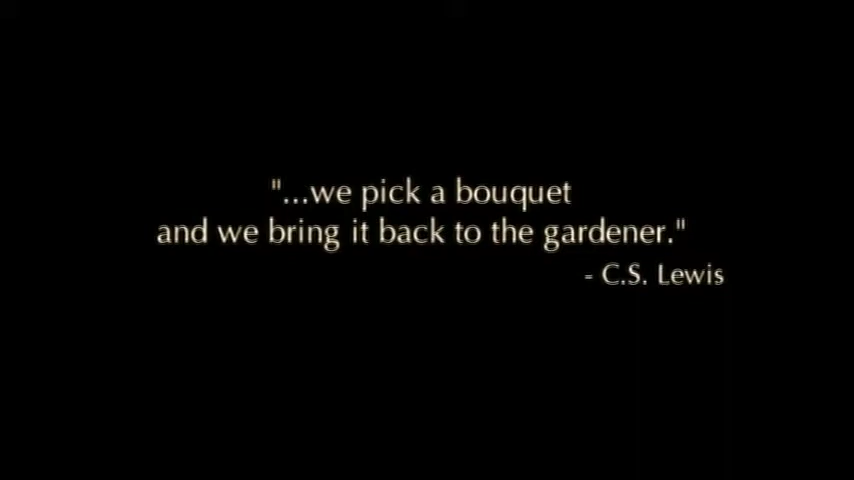 "...we pick a bouquet
and we bring it back to the gardener."
- C.S. Lewis